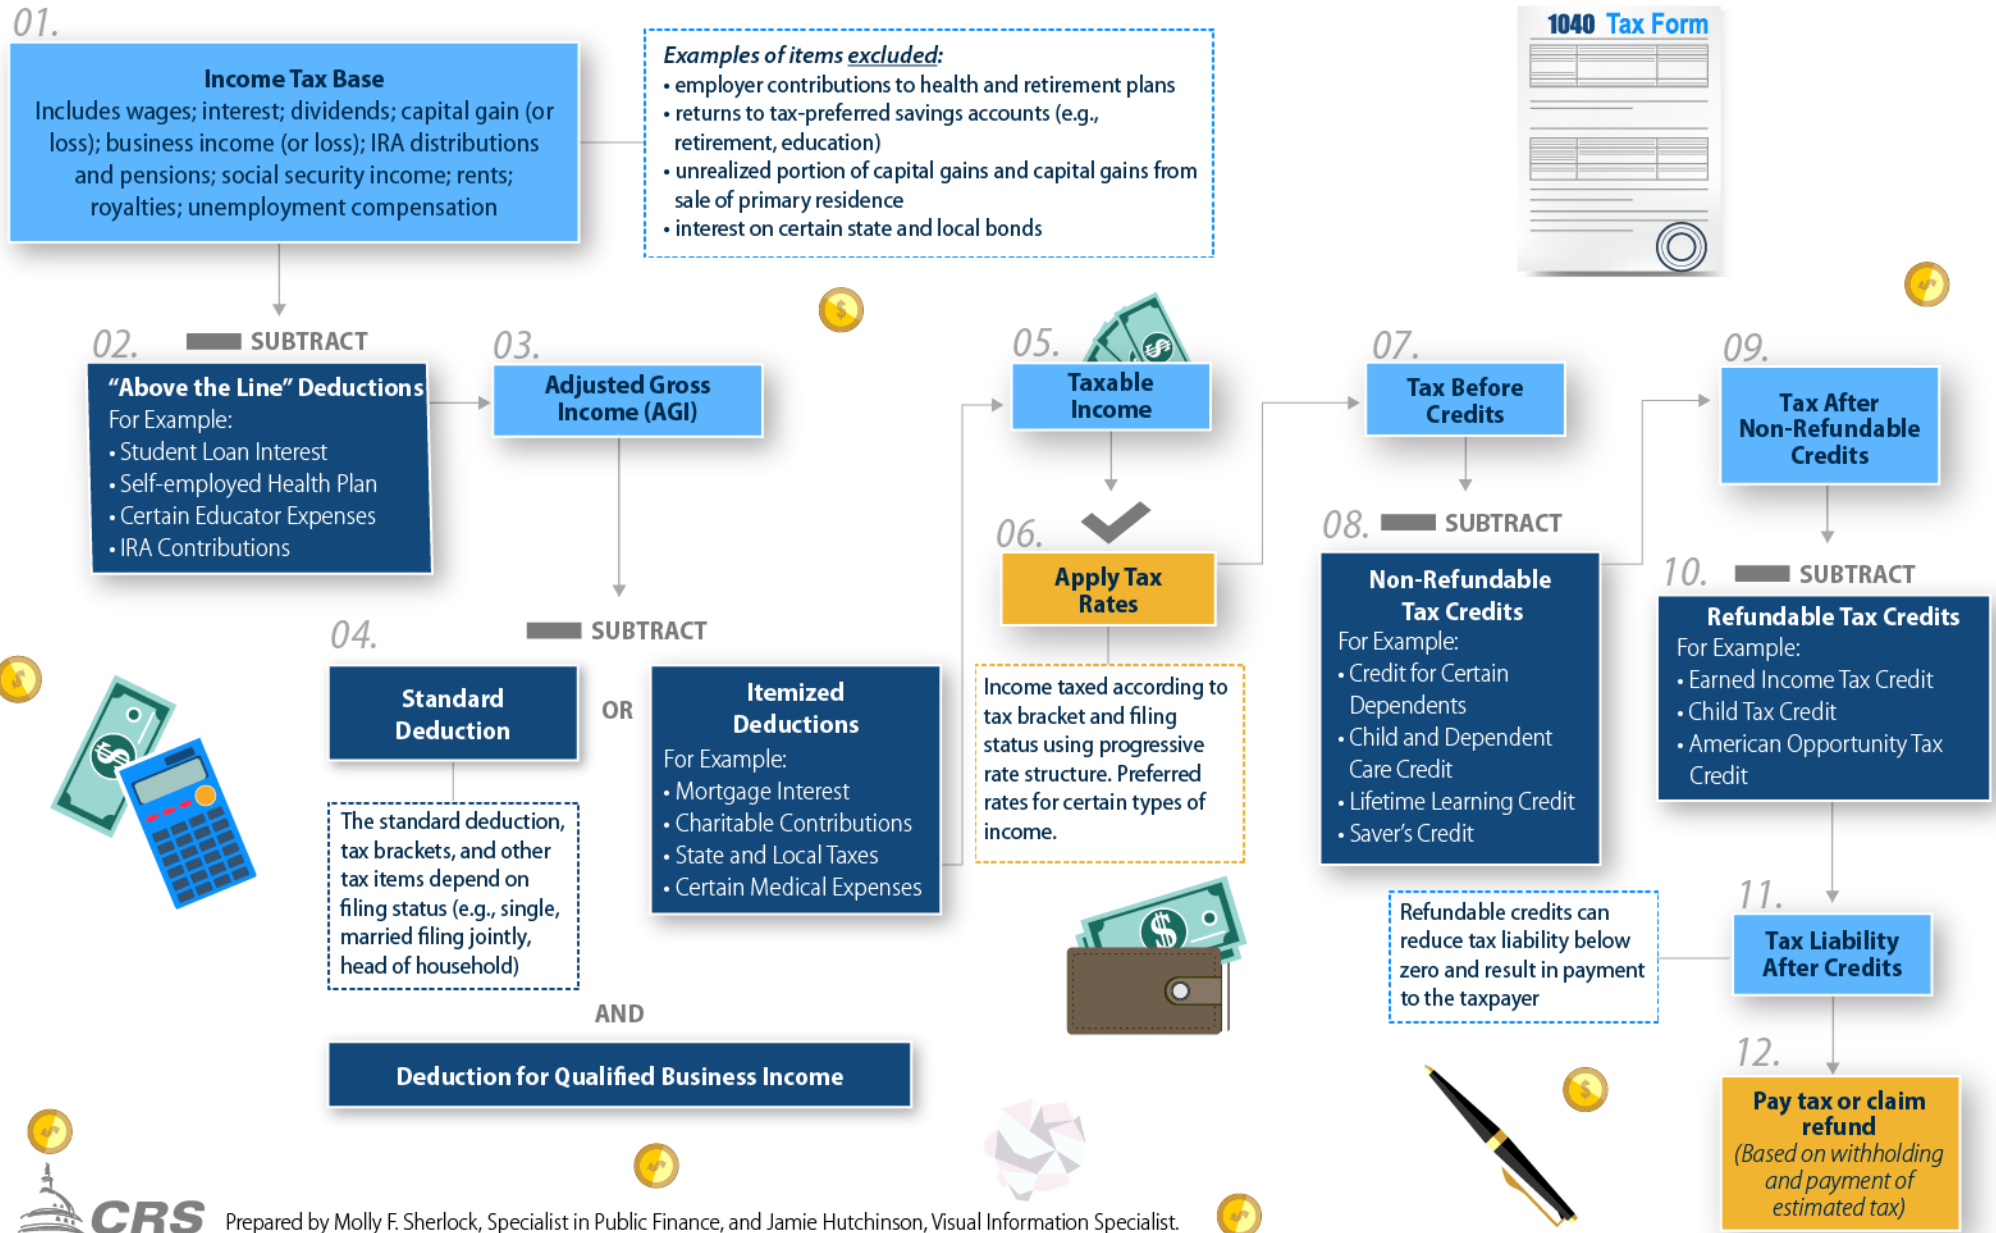 01.
Income Tax Base
Includes wages; interest; dividends; capital gain (or
loss); business income (or loss); IRA distributions
and pensions; social security income; rents;
royalties; unemployment compensation
Examples of items excluded:
• employer contributions to health and retirement plans
• returns to tax-preferred savings accounts (e.g.,
retirement, education)
• unrealized portion of capital gains and capital gains from
sale of primary residence
• interest on certain state and local bonds
1040 Tax Form
02.
SUBTRACT
"Above the Line" Deductions
For Example:
• Student Loan Interest
• Self-employed Health Plan
• Certain Educator Expenses
• IRA Contributions
03.
Adjusted Gross
Income (AGI)
SUBTRACT
04.
Standard
Deduction
The standard deduction,
tax brackets, and other
tax items depend on
filing status (e.g., single,
married filing jointly,
head of household)
OR
Itemized
Deductions
For Example:
• Mortgage Interest
• Charitable Contributions
• State and Local Taxes
• Certain Medical Expenses
AND
Deduction for Qualified Business Income
05.
Taxable
Income
06.
Apply Tax
Rates
Income taxed according to
tax bracket and filing
status using progressive
rate structure. Preferred
rates for certain types of
income.
07.
Tax Before
Credits
08.
SUBTRACT
Non-Refundable
Tax Credits
For Example:
• Credit for Certain
Dependents
• Child and Dependent
Care Credit
• Lifetime Learning Credit
• Saver's Credit
09.
Tax After
Non-Refundable
Credits
10.
SUBTRACT
Refundable Tax Credits
For Example:
• Earned Income Tax Credit
• Child Tax Credit
• American Opportunity Tax
Credit
11.
Tax Liability
After Credits
Refundable credits can
reduce tax liability below
zero and result in payment
to the taxpayer
12.
Pay tax or claim
refund
(Based on withholding
and payment of
estimated tax)
CRS
Prepared by Molly F. Sherlock, Specialist in Public Finance, and Jamie Hutchinson, Visual Information Specialist.